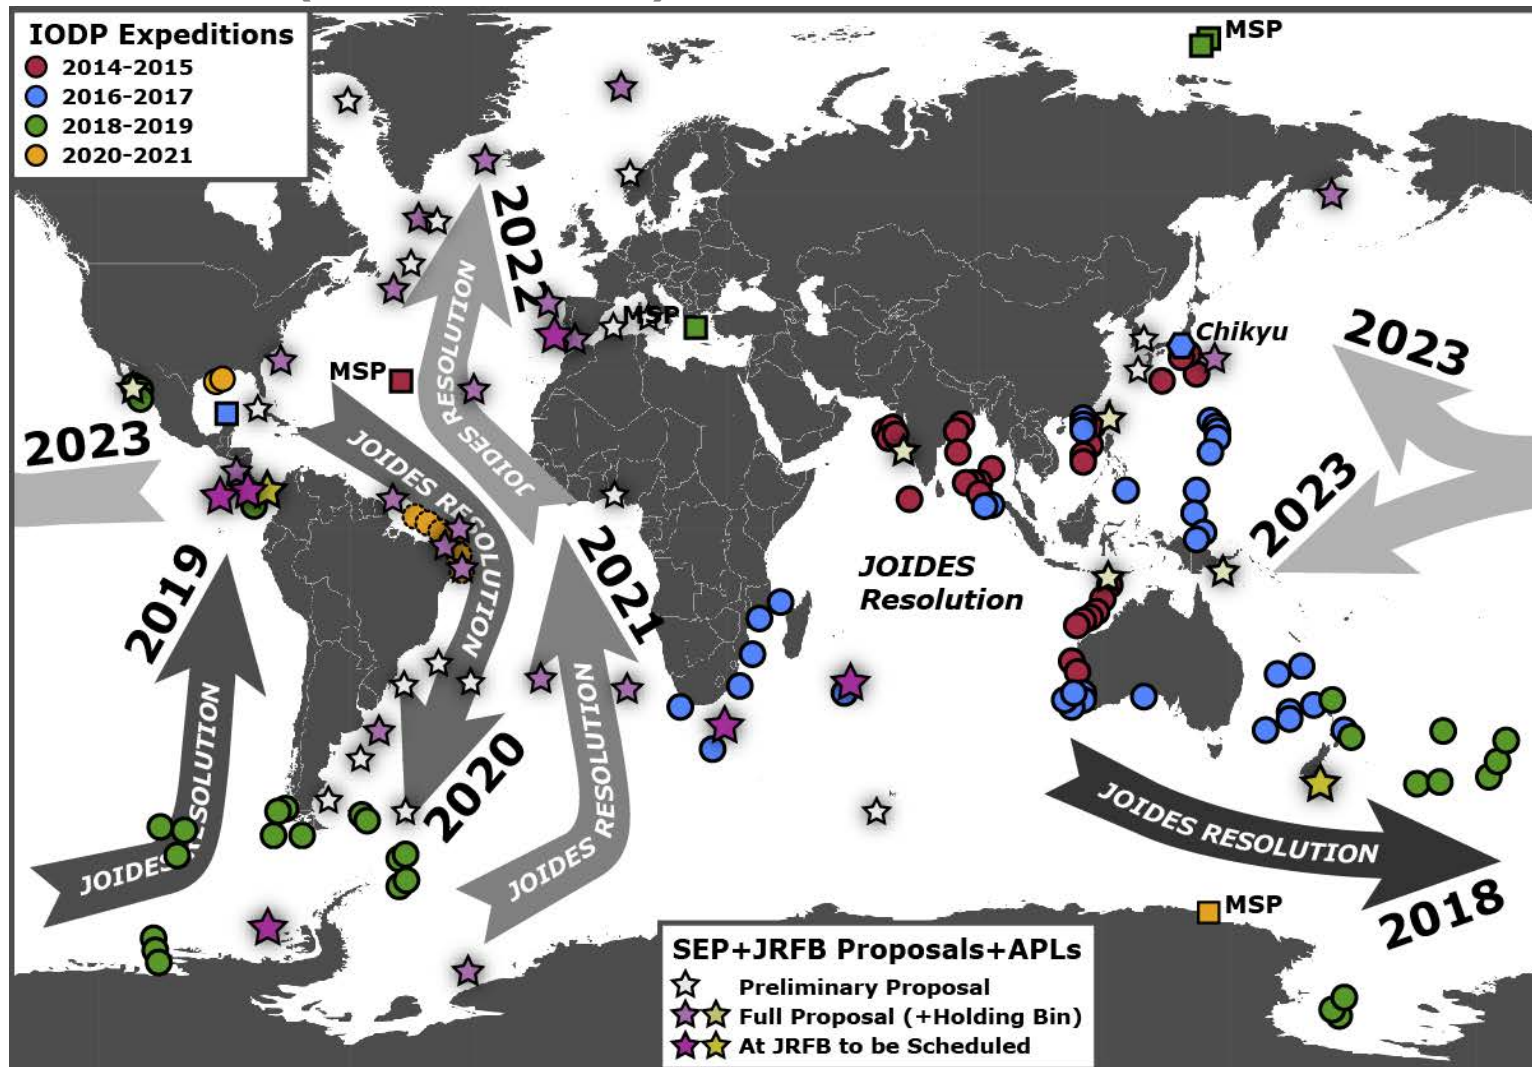 IODP Expeditions
2014-2015
2016-2017
2018-2019
2020-2021
MSP
2022
MSP
Chikyu
2023
MSP
JOIDES RESOLUTION
2023
JOIDES RESOLUTION
2023
JOIDES
Resolution
2019
2021
JOIDES RESOLUTION
2020
JOIDES RESOLUTION
JOIDES RESOLUTION
2018
MSP
SEP+JRFB Proposals+APLs
Preliminary Proposal
Full Proposal (+Holding Bin)
At JRFB to be Scheduled